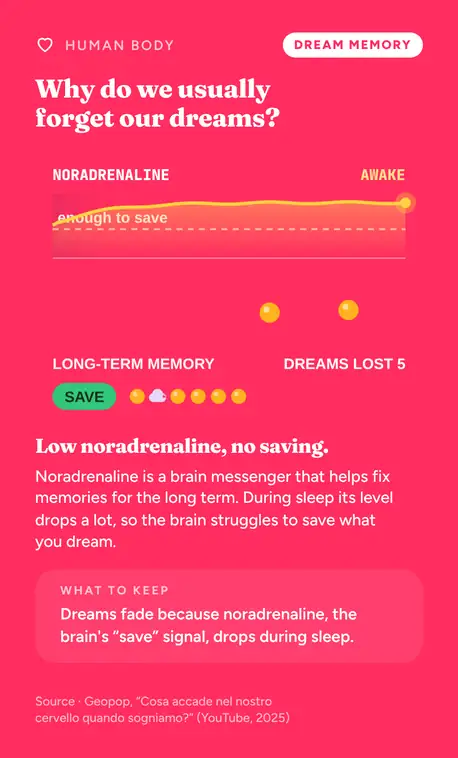 HUMAN BODY
DREAM MEMORY
Why do we usually
forget our dreams?
NORADRENALINE
AWAKE
enough to save
LONG-TERM MEMORY
DREAMS LOST 5
SAVE
Low noradrenaline, no saving.
Noradrenaline is a brain messenger that helps fix
memories for the long term. During sleep its level
drops a lot, so the brain struggles to save what
you dream.
WHAT TO KEEP
Dreams fade because noradrenaline, the
brain's “save” signal, drops during sleep.
Source · Geopop, “Cosa accade nel nostro
cervello quando sogniamo?” (YouTube, 2025)